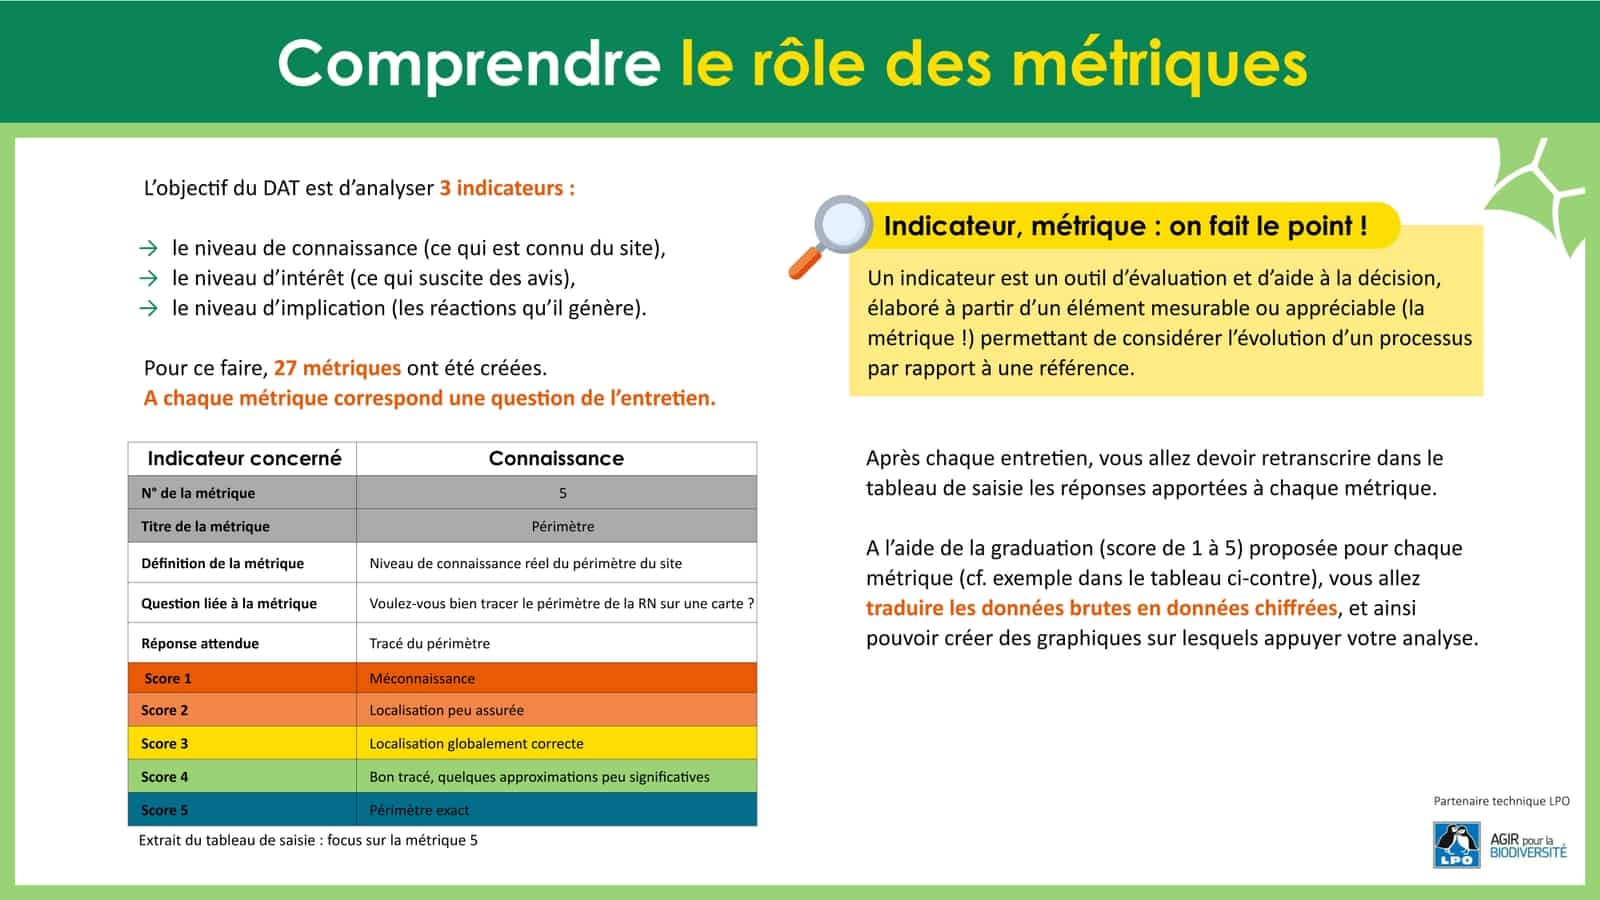 Comprendre le rôle des métriques
L'objectif du DAT est d'analyser 3 indicateurs :
→ le niveau de connaissance (ce qui est connu du site),
→ le niveau d'intérêt (ce qui suscite des avis),
→ le niveau d'implication (les réactions qu'il génère).
Pour ce faire, 27 métriques ont été créées.
A chaque métrique correspond une question de l'entretien.
Indicateur concerné Connaissance
N° de la métrique 5
Titre de la métrique Périmètre
Définition de la métrique Niveau de connaissance réel du périmètre du site
Question liée à la métrique Voulez-vous bien tracer le périmètre de la RN sur une carte ?
Réponse attendue Tracé du périmètre
Score 1 Méconnaissance
Score 2 Localisation peu assurée
Score 3 Localisation globalement correcte
Score 4 Bon tracé, quelques approximations peu significatives
Score 5 Périmètre exact
Extrait du tableau de saisie : focus sur la métrique 5
Indicateur, métrique : on fait le point !
Un indicateur est un outil d'évaluation et d'aide à la décision,
élaboré à partir d'un élément mesurable ou appréciable (la
métrique !) permettant de considérer l'évolution d'un processus
par rapport à une référence.
Après chaque entretien, vous allez devoir retranscrire dans le
tableau de saisie les réponses apportées à chaque métrique.
A l'aide de la graduation (score de 1 à 5) proposée pour chaque
métrique (cf. exemple dans le tableau ci-contre), vous allez
traduire les données brutes en données chiffrées, et ainsi
pouvoir créer des graphiques sur lesquels appuyer votre analyse.
Partenaire technique LPO
LPO
AGIR pour la
BIODIVERSITÉ